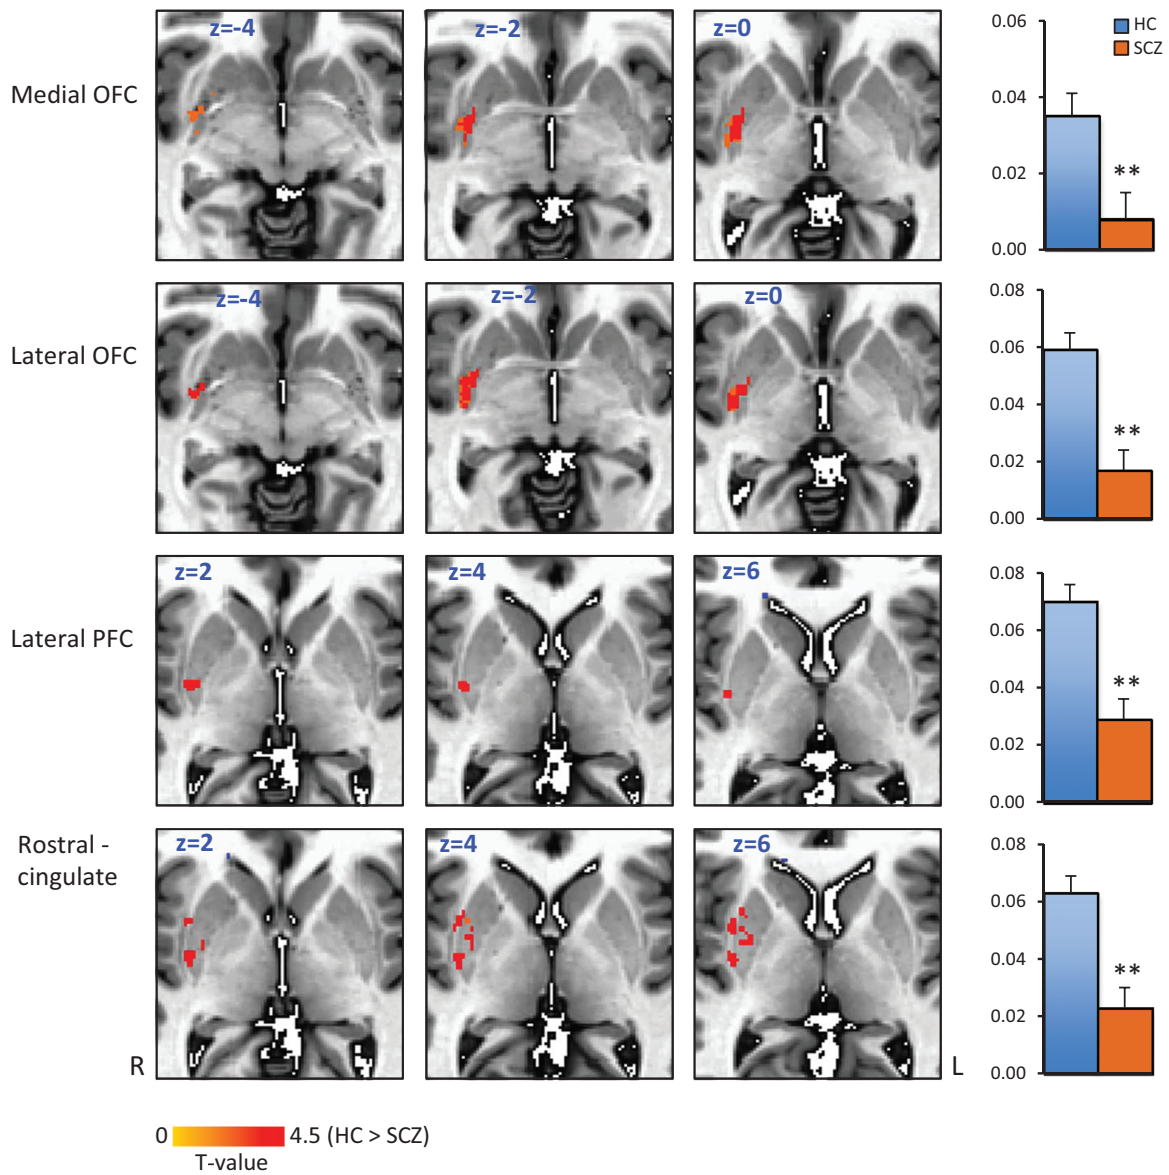 z=-4
z=-2
z=0
0.06
HC
SCZ
Medial OFC
0.04
**
0.02
0.00
z=-4
z=-2
z=0
0.08
Lateral OFC
0.06
0.04
**
0.02
0.00
z=2
z=4
z=6
0.08
Lateral PFC
0.06
**
0.04
0.02
0.00
Rostral -
cingulate
z=2
z=4
z=6
0.08
0.06
0.04
**
0.02
0.00
R
L
0
4.5 (HC > SCZ)
T-value